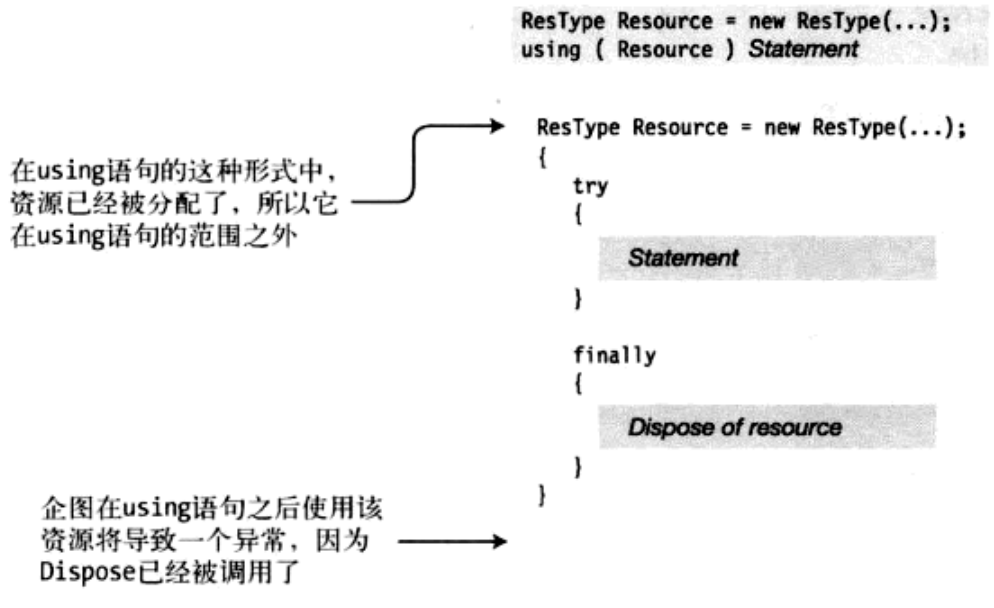 ResType Resource = new ResType(...);
using ( Resource ) Statement
ResType Resource = new ResType(...);
{
try
{
Statement
}
finally
{
Dispose of resource
}
}
在using语句的这种形式中，
资源已经被分配了，所以它
在using语句的范围之外
企图在using语句之后使用该
资源将导致一个异常，因为
Dispose已经被调用了